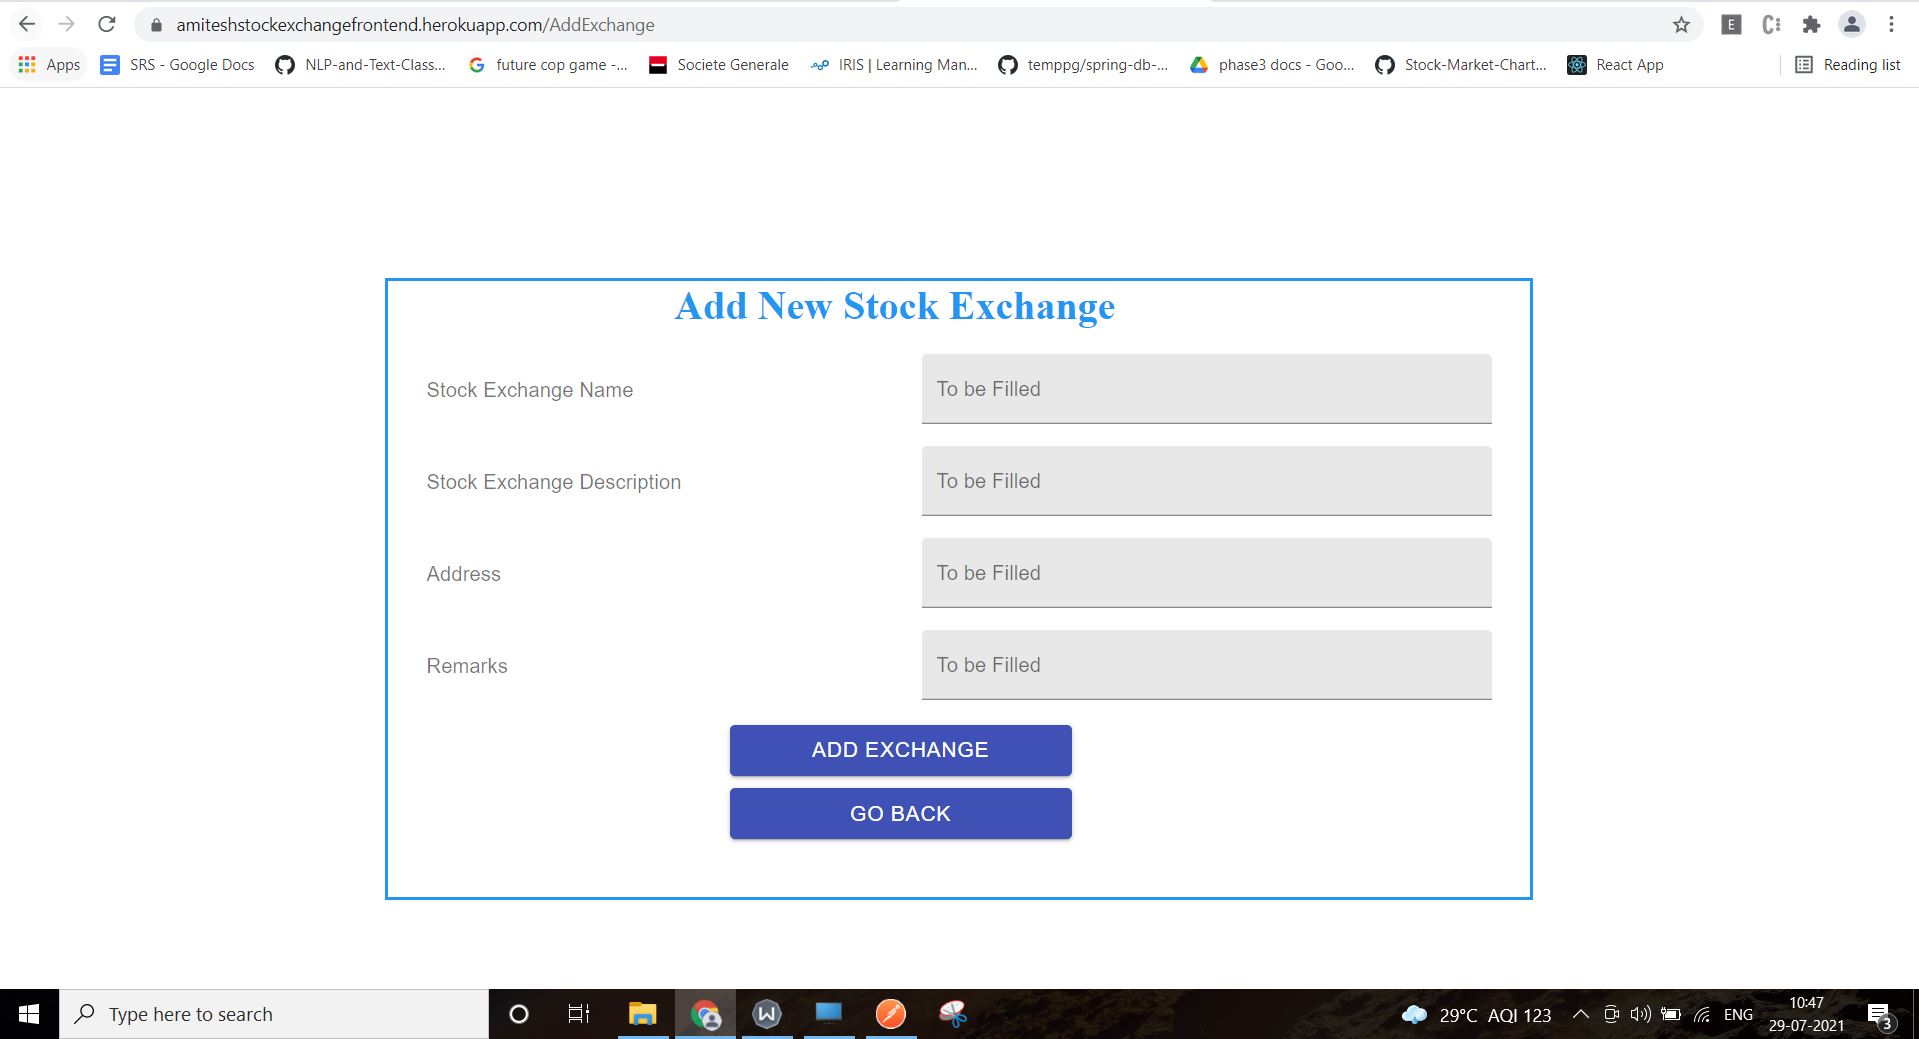 amiteshstockexchangefrontend.herokuapp.com/AddExchange
E
Apps SRS - Google Docs NLP-and-Text-Class... future cop game -... Societe Generale IRIS | Learning Man... temppg/spring-db-... phase3 docs - Goo... Stock-Market-Chart... React App Reading list
Add New Stock Exchange
Stock Exchange Name To be Filled
Stock Exchange Description To be Filled
Address To be Filled
Remarks To be Filled
ADD EXCHANGE
GO BACK
Type here to search 29°C AQI 123 ENG 10:47
29-07-2021
3